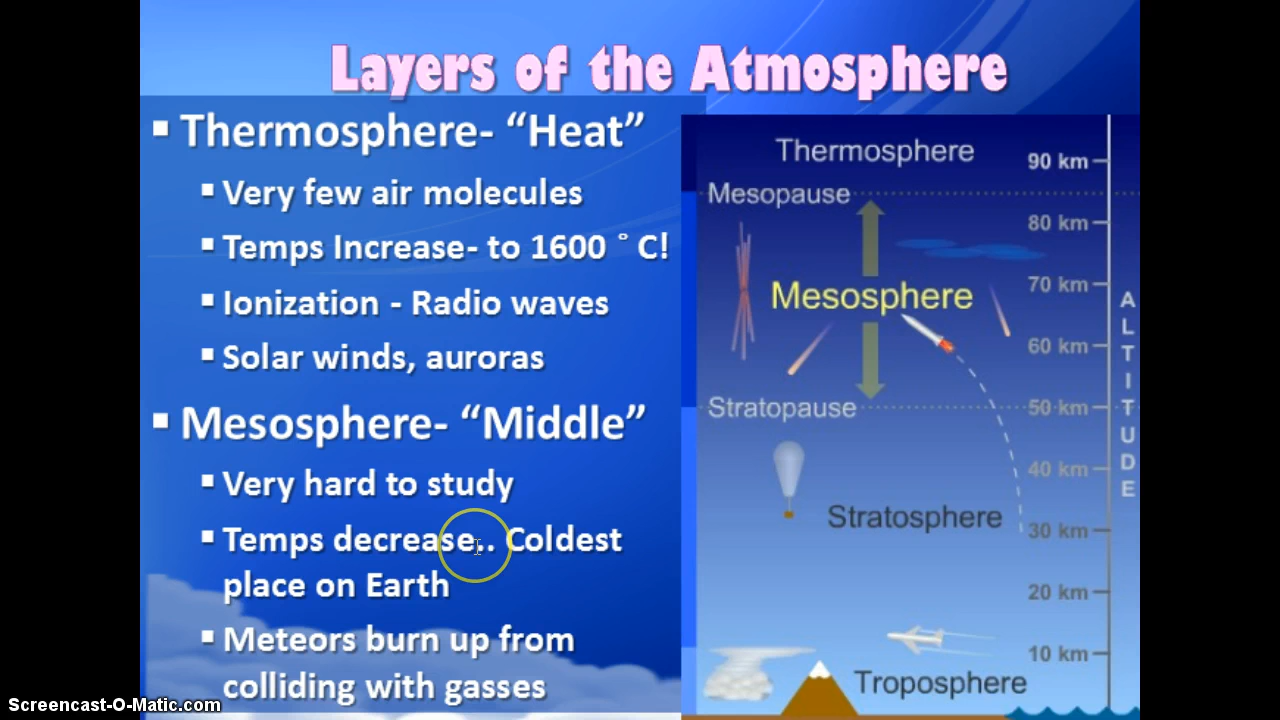 Layers of the Atmosphere
▪ Thermosphere- “Heat”
▪ Very few air molecules
▪ Temps Increase- to 1600 ˚ C!
▪ Ionization - Radio waves
▪ Solar winds, auroras
▪ Mesosphere- “Middle”
▪ Very hard to study
▪ Temps decrease... Coldest
place on Earth
▪ Meteors burn up from
colliding with gasses
Thermosphere
90 km
Mesopause
80 km
70 km
Mesosphere
60 km
Stratopause
50 km
40 km
Stratosphere
30 km
20 km
10 km
Troposphere
ALTITUDE
Screencast-O-Matic.com